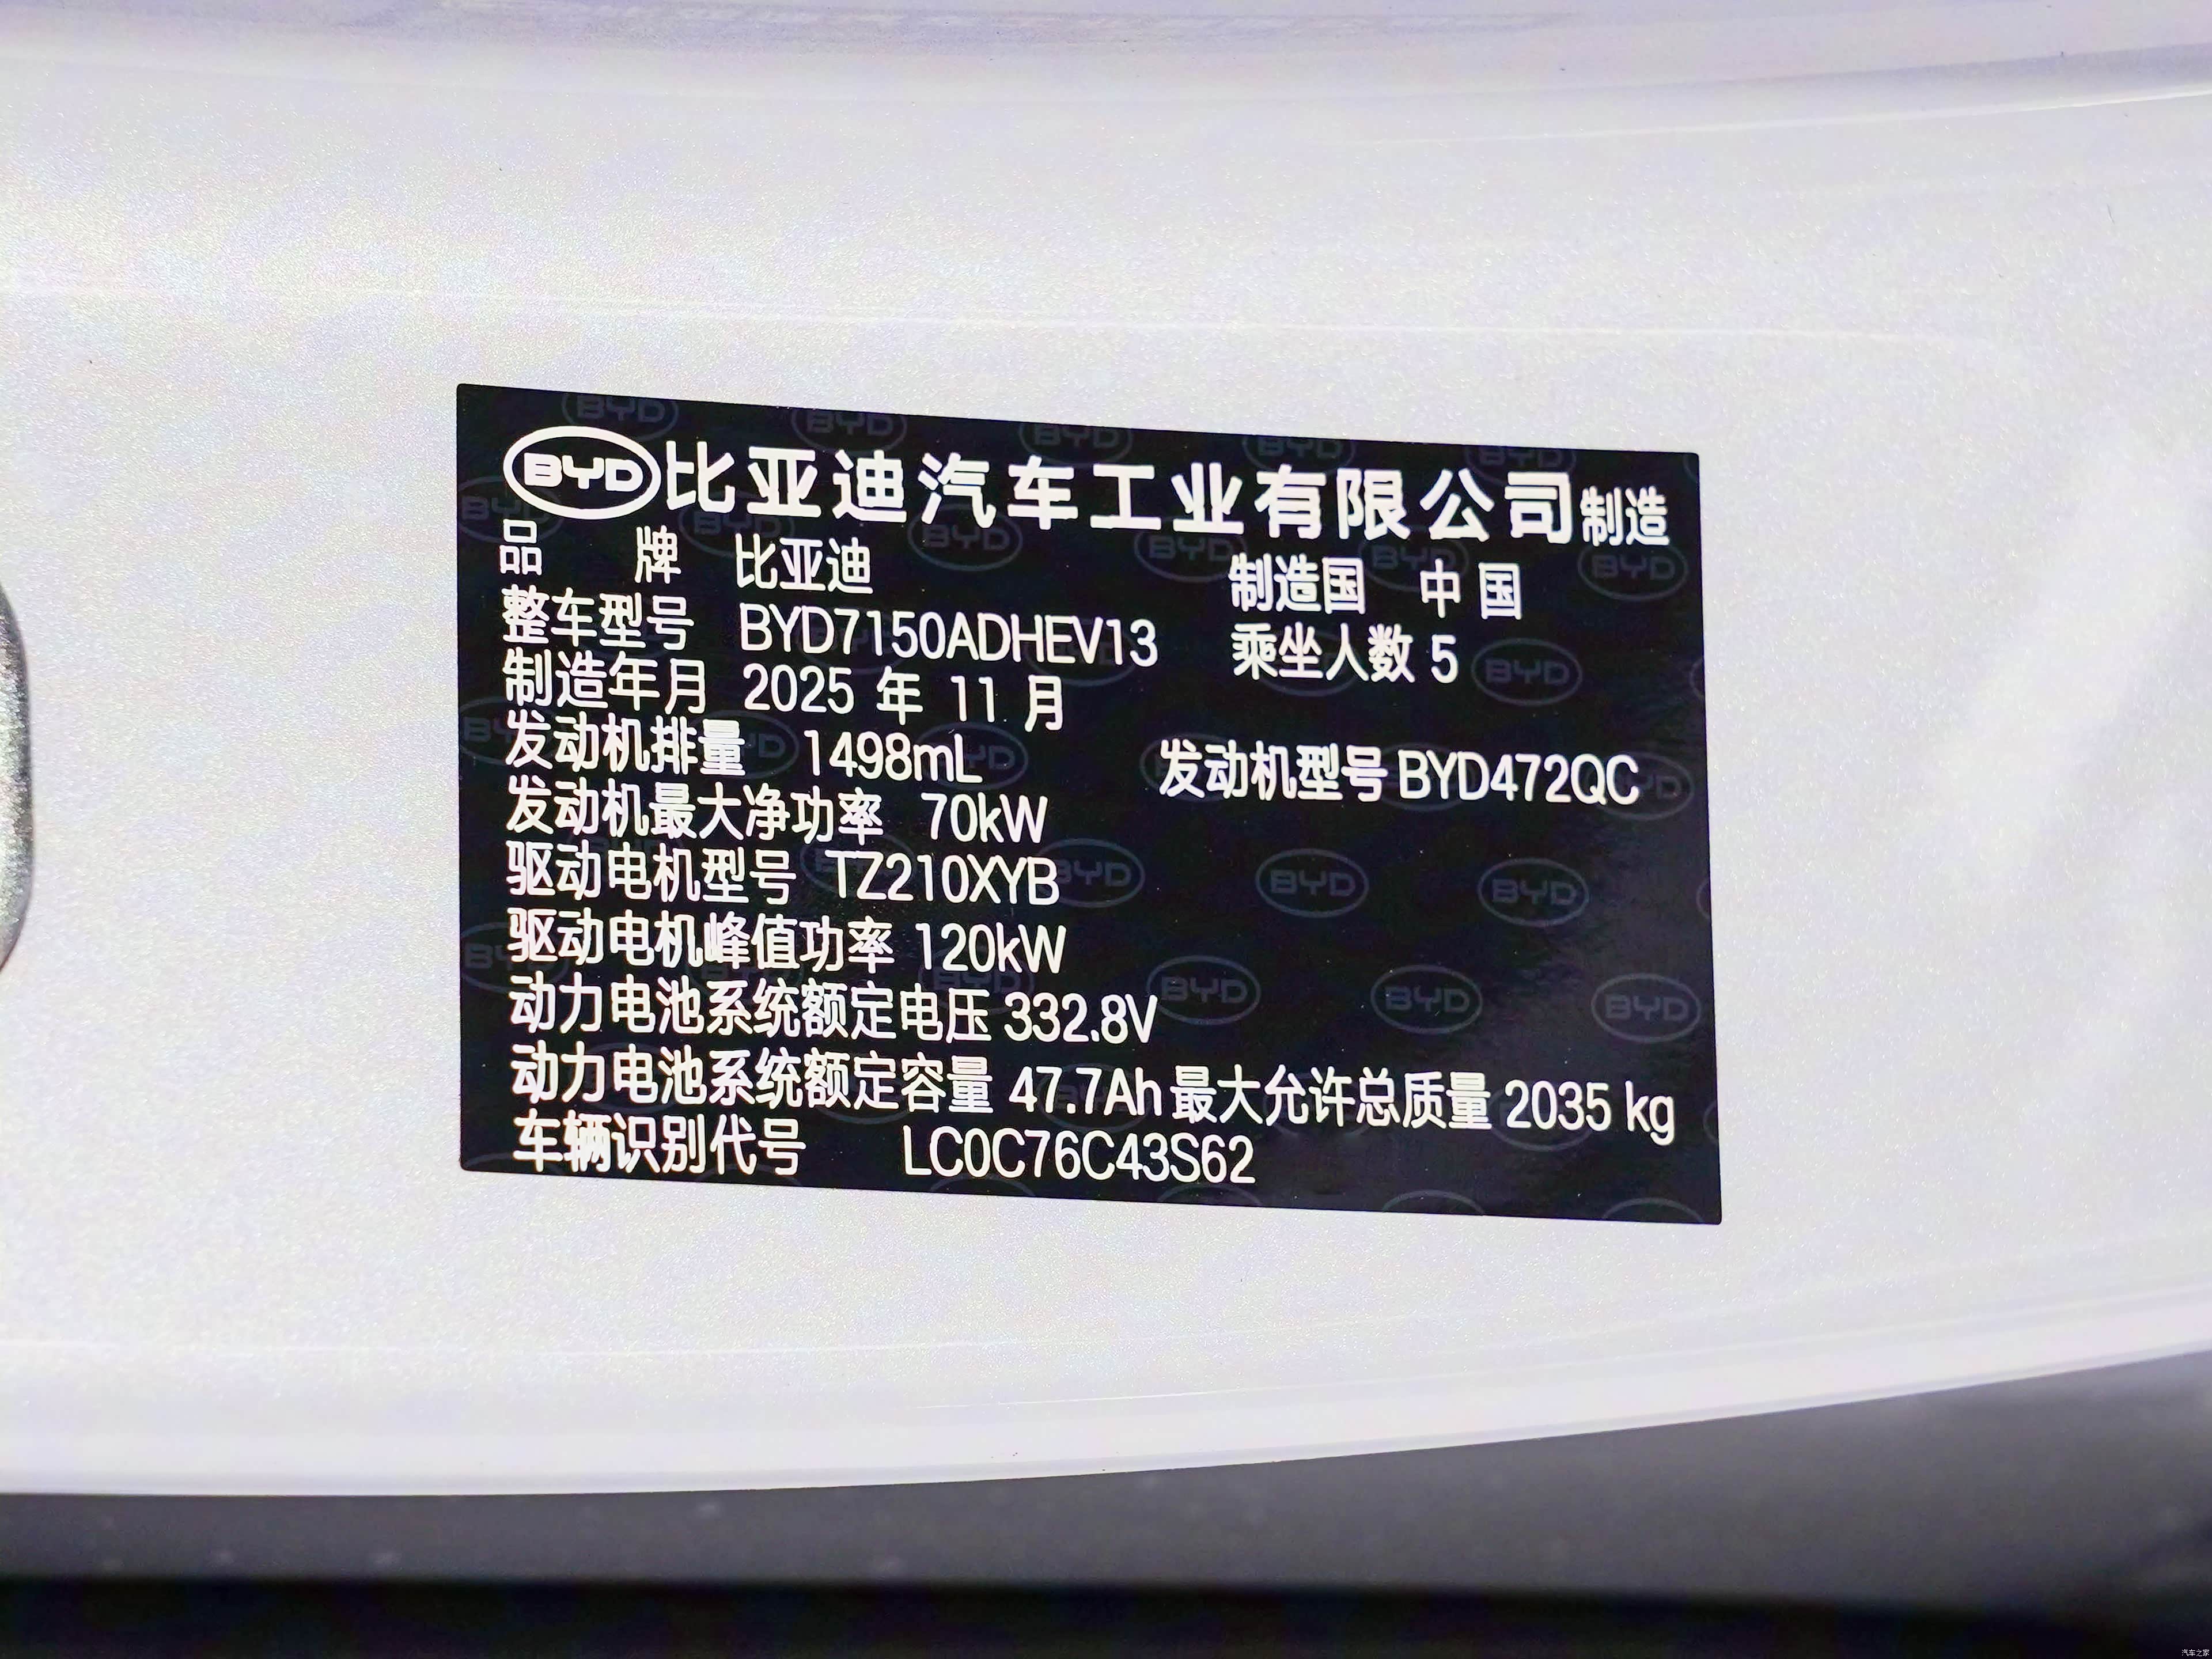 BYD 比亚迪汽车工业有限公司制造
品 牌 比亚迪 制造国 中国
整车型号 BYD7150ADHEV13 乘坐人数 5
制造年月 2025 年 11 月
发动机排量 1498mL 发动机型号 BYD472QC
发动机最大净功率 70kW
驱动电机型号 TZ210XYB
驱动电机峰值功率 120kW
动力电池系统额定电压 332.8V
动力电池系统额定容量 47.7Ah 最大允许总质量 2035 kg
车辆识别代号 LC0C76C43S62
汽车之家